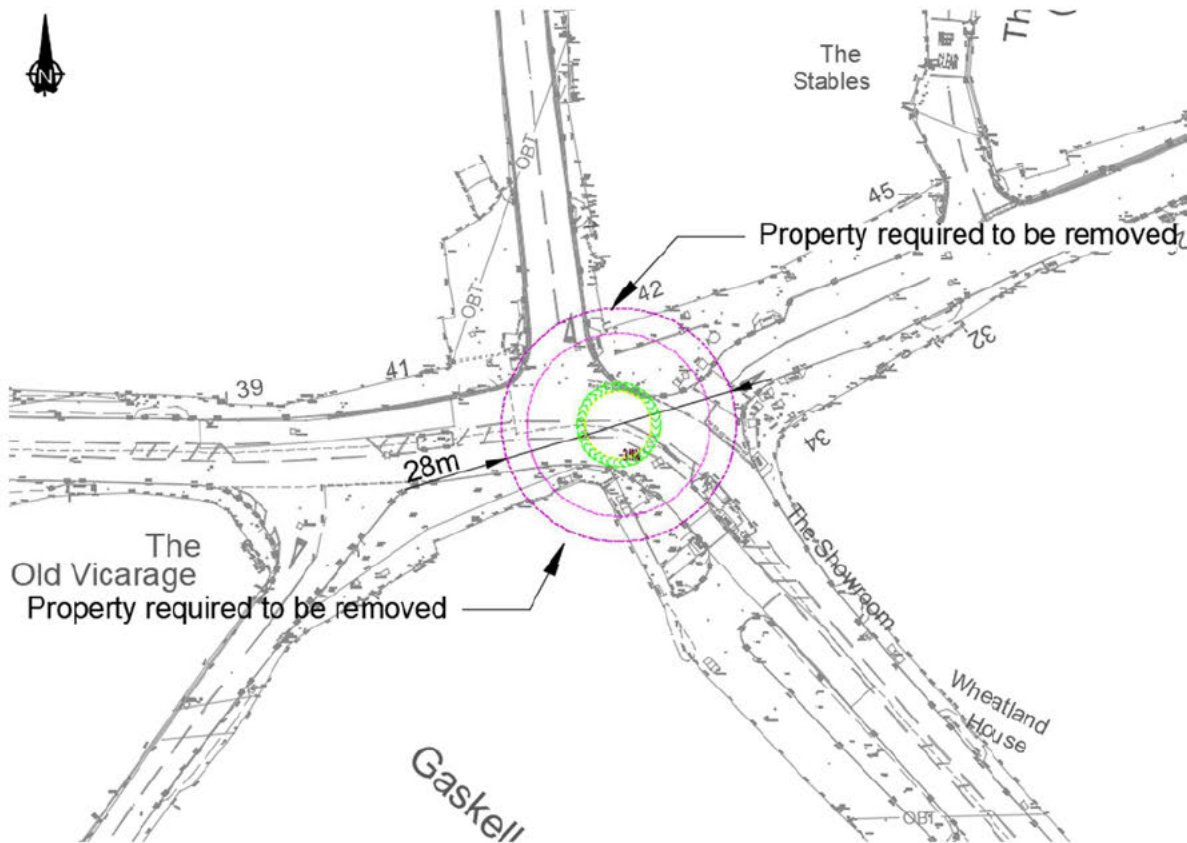 N
The
Stables
Th
OBT
45
Property required to be removed
42
OBT
41
39
32
34
28m
The
Old Vicarage
The Showroom
Property required to be removed
Wheatland
House
Gaskell
OBT